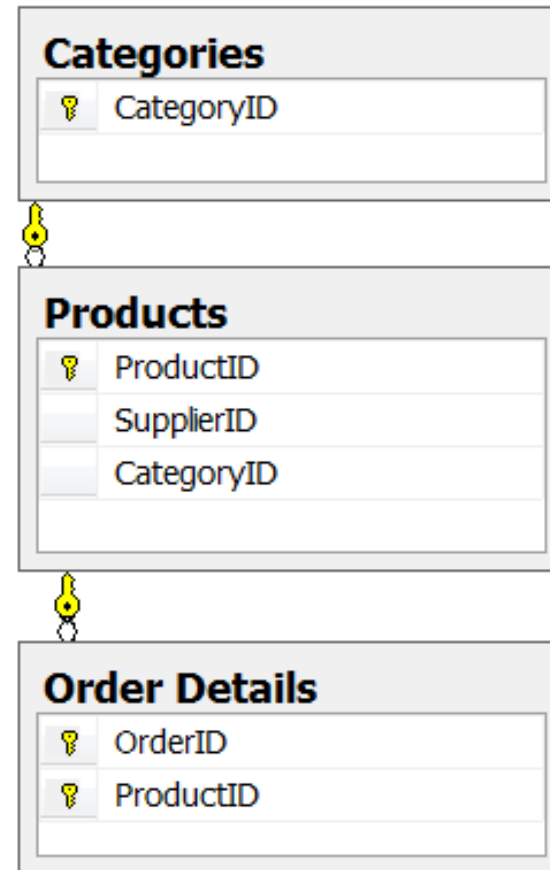 Categories
CategoryID
Products
ProductID
SupplierID
CategoryID
Order Details
OrderID
ProductID